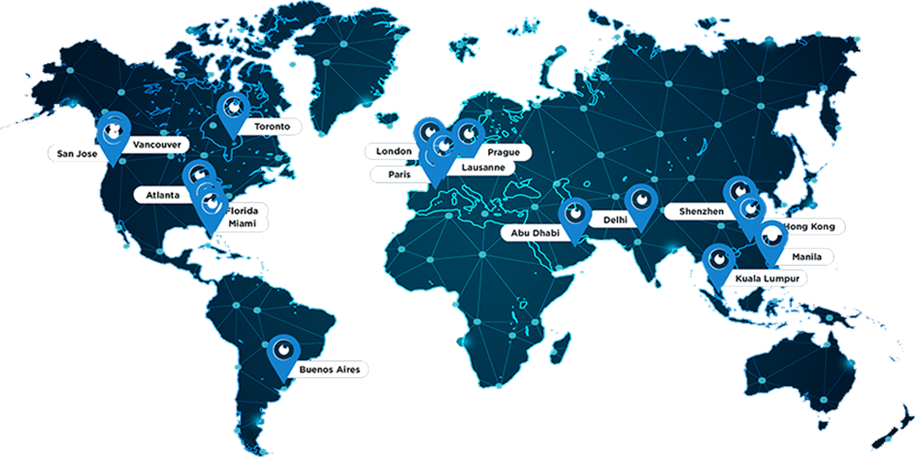 Toronto
Vancouver
San Jose
London
Prague
Lausanne
Paris
Atlanta
Florida
Miami
Shenzhen
Delhi
Hong Kong
Abu Dhabi
Manila
Kuala Lumpur
Buenos Aires